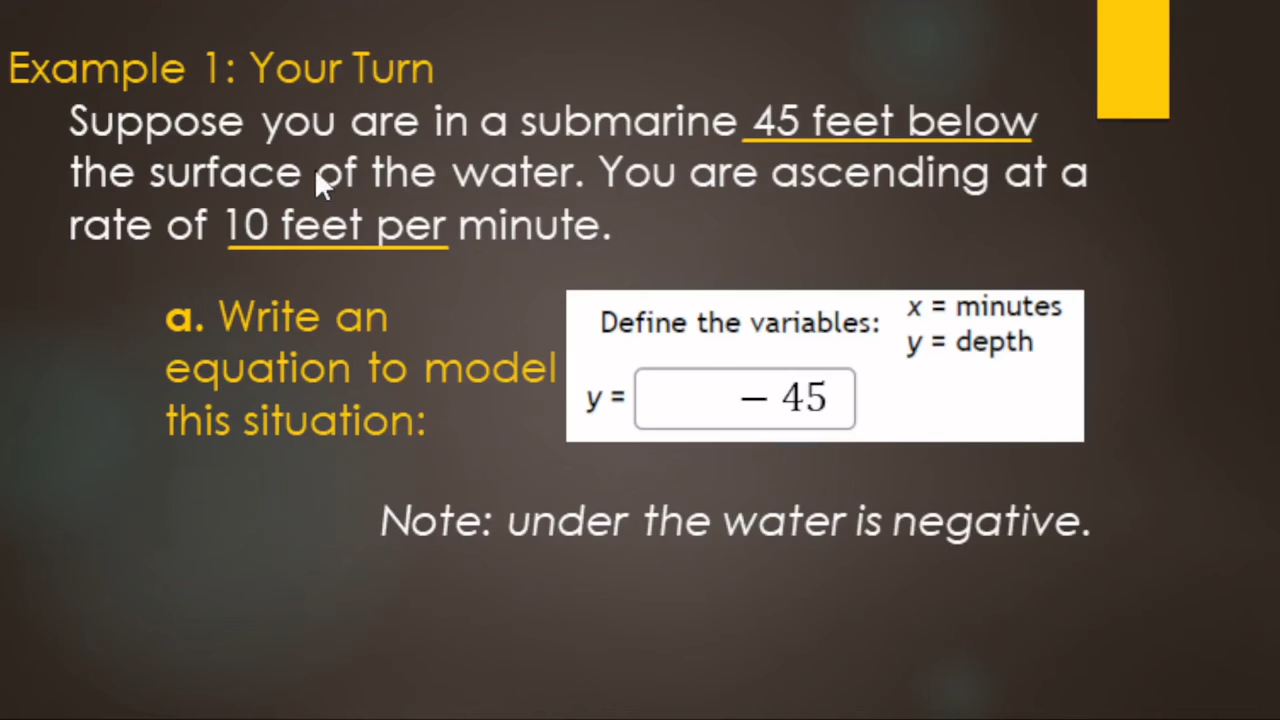 Example 1: Your Turn
Suppose you are in a submarine 45 feet below
the surface of the water. You are ascending at a
rate of 10 feet per minute.
a. Write an
equation to model
this situation:
Define the variables:
x = minutes
y = depth
y = − 45
Note: under the water is negative.